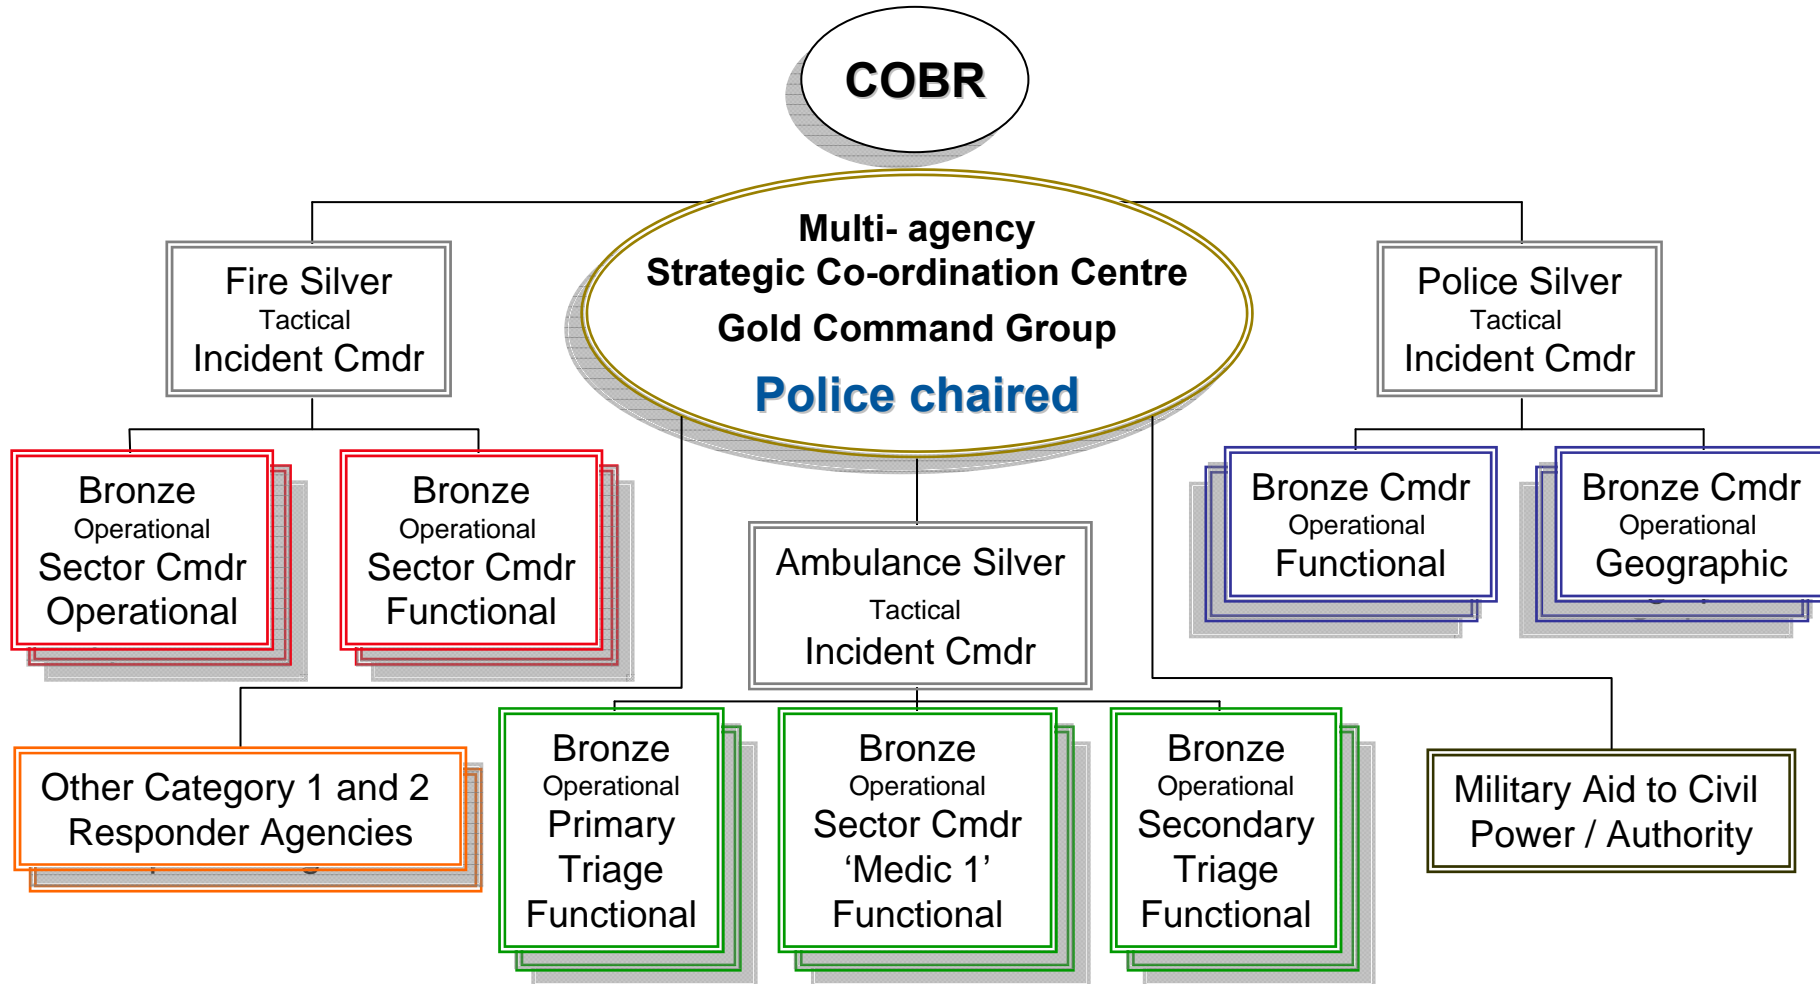 COBR
Multi- agency
Strategic Co-ordination Centre
Gold Command Group
Police chaired
Fire Silver
Tactical
Incident Cmdr
Police Silver
Tactical
Incident Cmdr
Bronze
Operational
Sector Cmdr
Operational
Bronze
Operational
Sector Cmdr
Functional
Ambulance Silver
Tactical
Incident Cmdr
Bronze Cmdr
Operational
Functional
Bronze Cmdr
Operational
Geographic
Other Category 1 and 2
Responder Agencies
Bronze
Operational
Primary
Triage
Functional
Bronze
Operational
Sector Cmdr
‘Medic 1’
Functional
Bronze
Operational
Secondary
Triage
Functional
Military Aid to Civil
Power / Authority